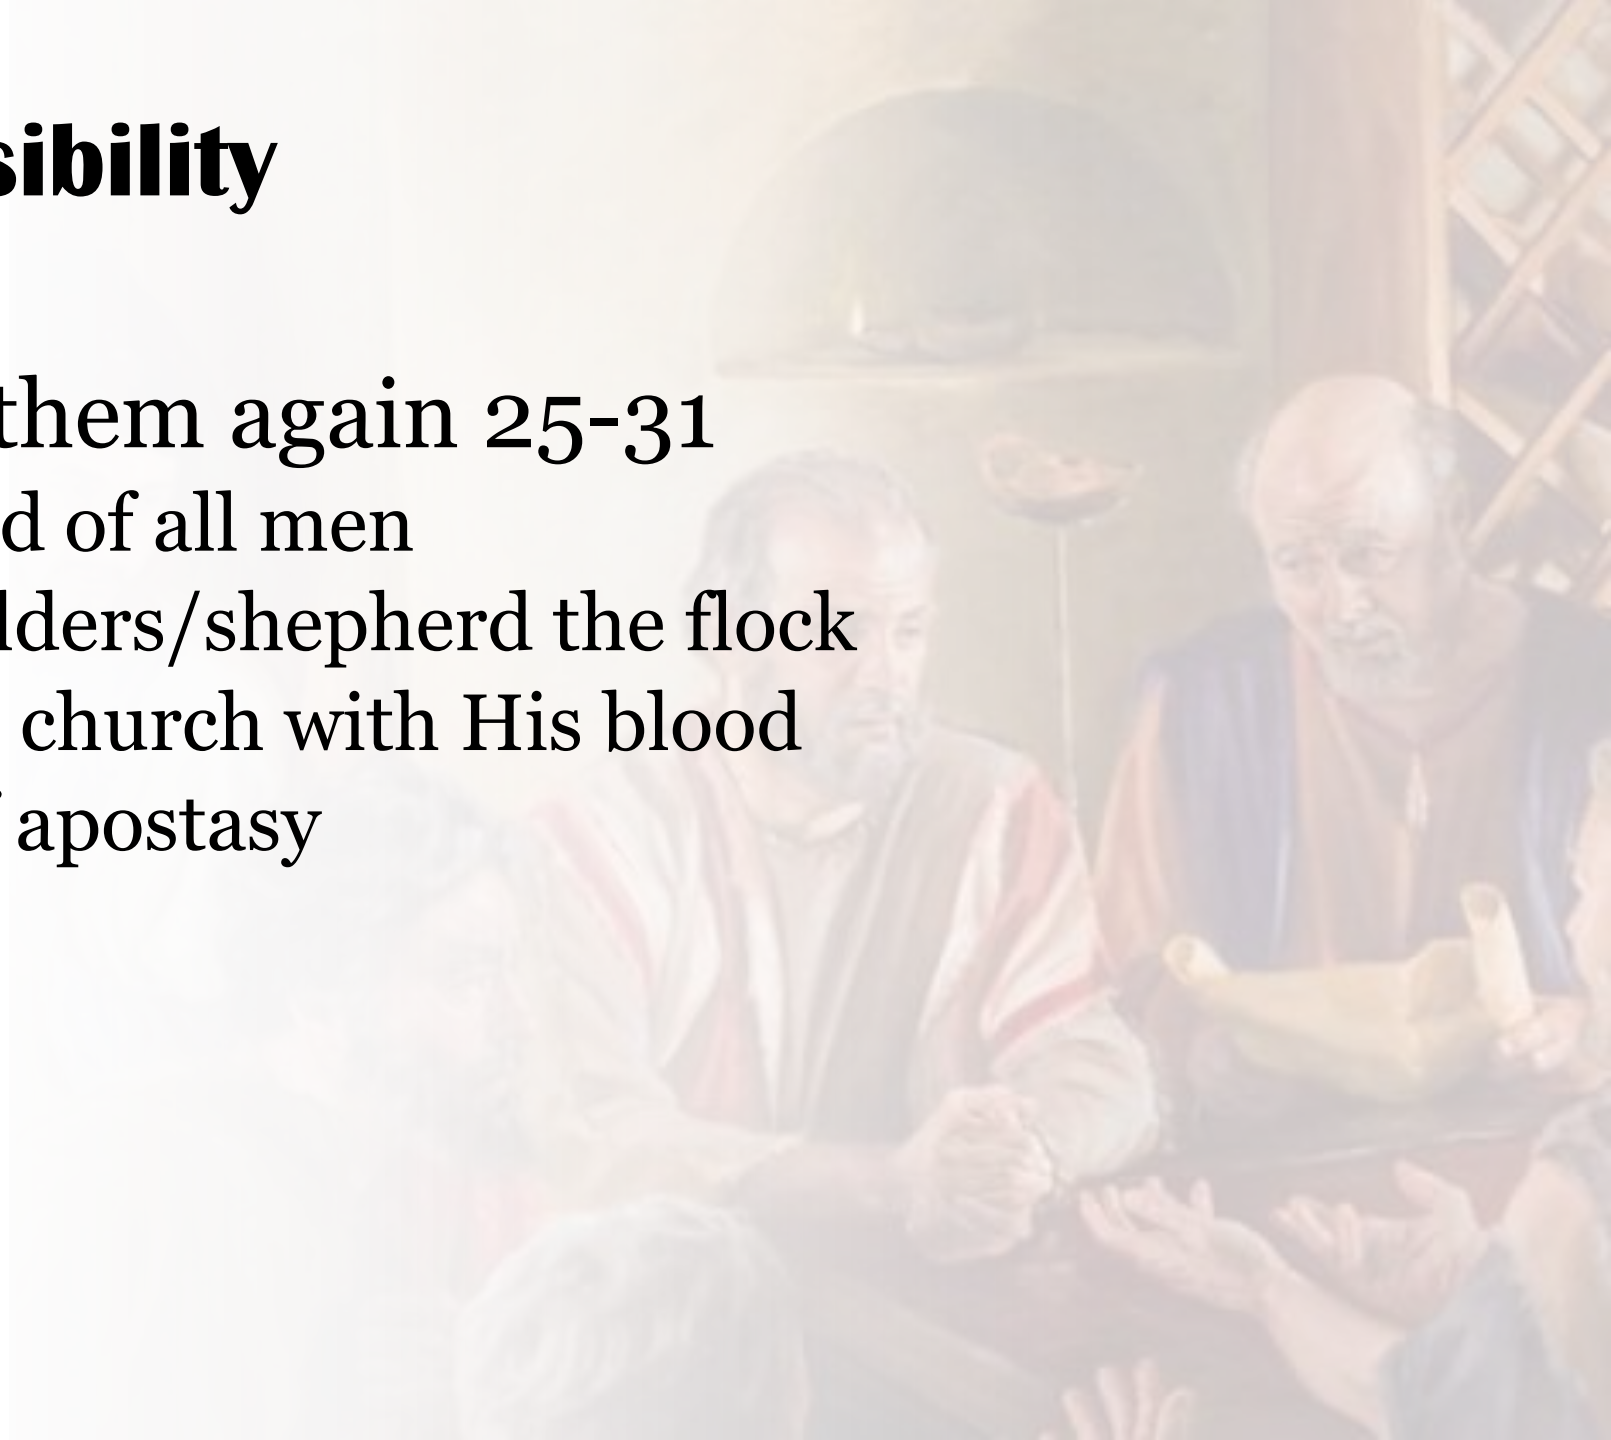 sibility
them again 25-31
d of all men
lders/shepherd the flock
church with His blood
apostasy